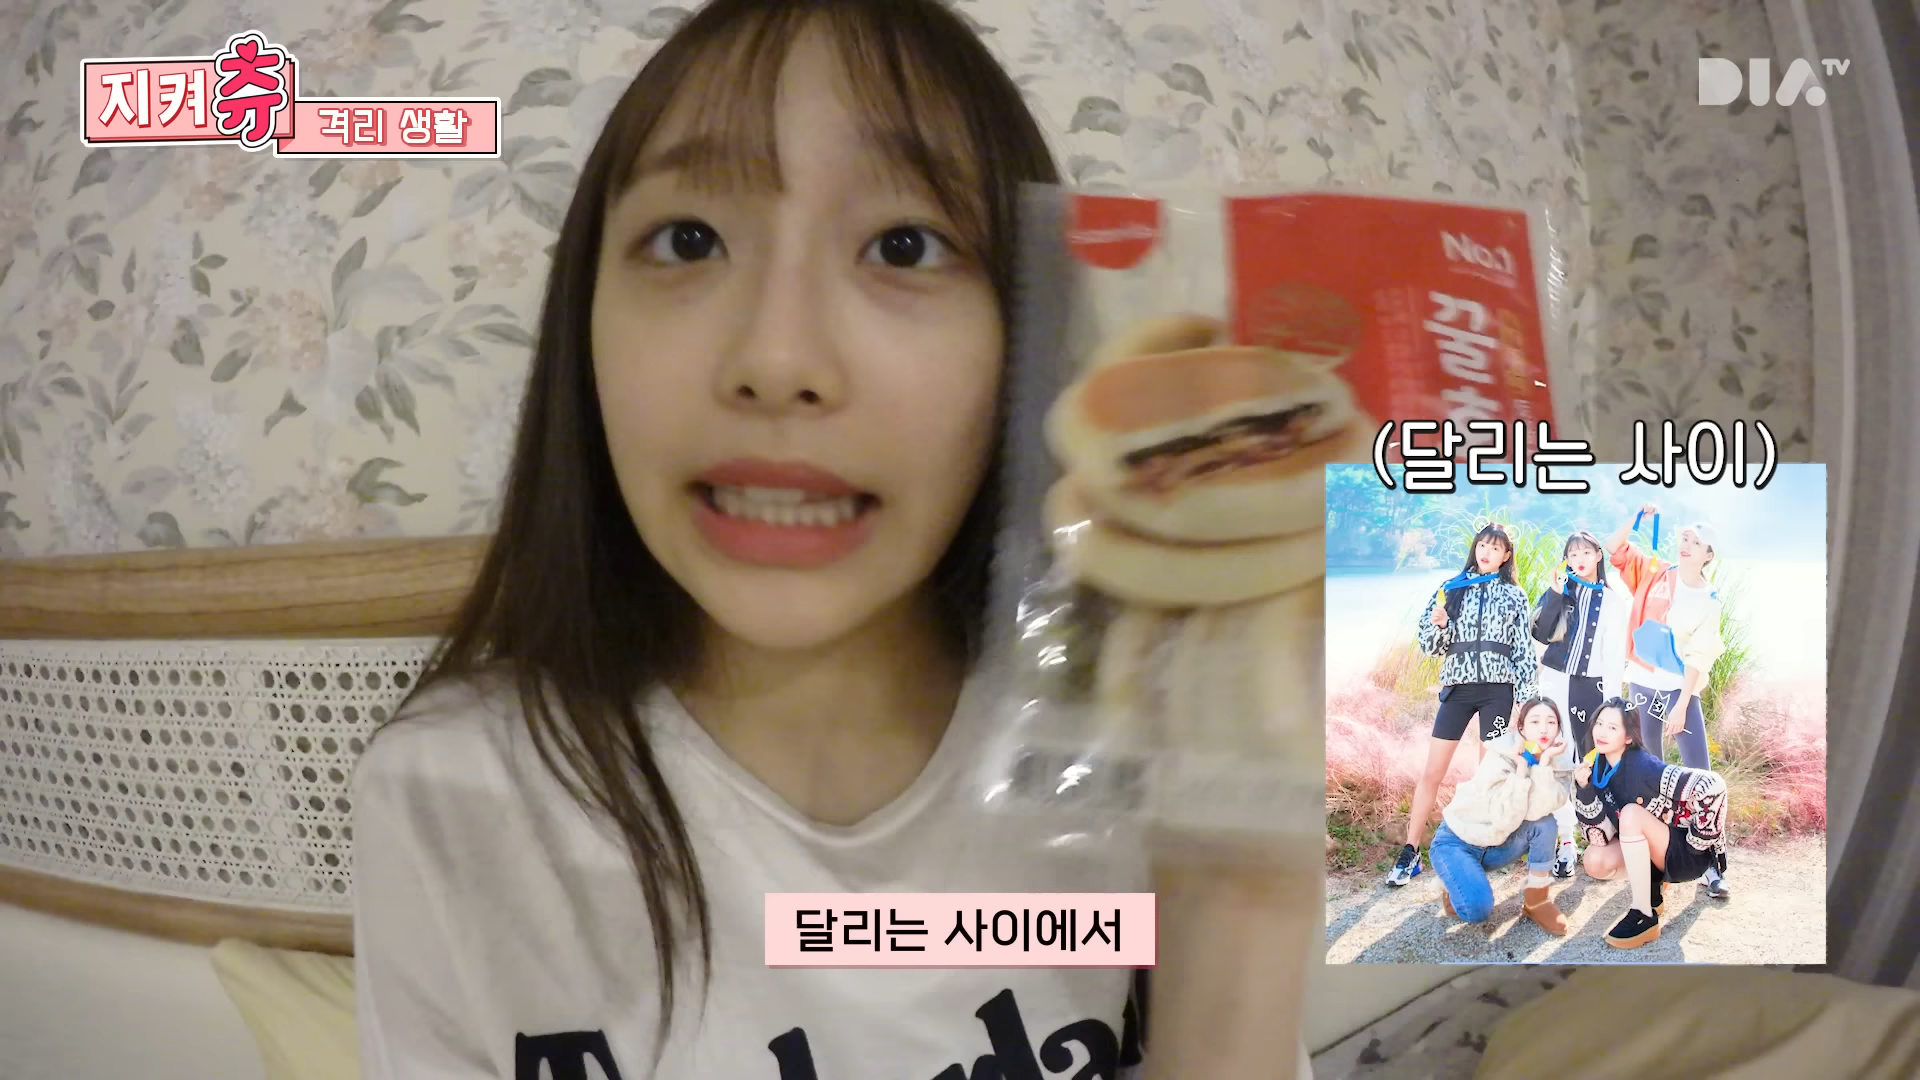 지켜츄
격리 생활
DIA TV
No.1
꿀호
(달리는 사이)
달리는 사이에서